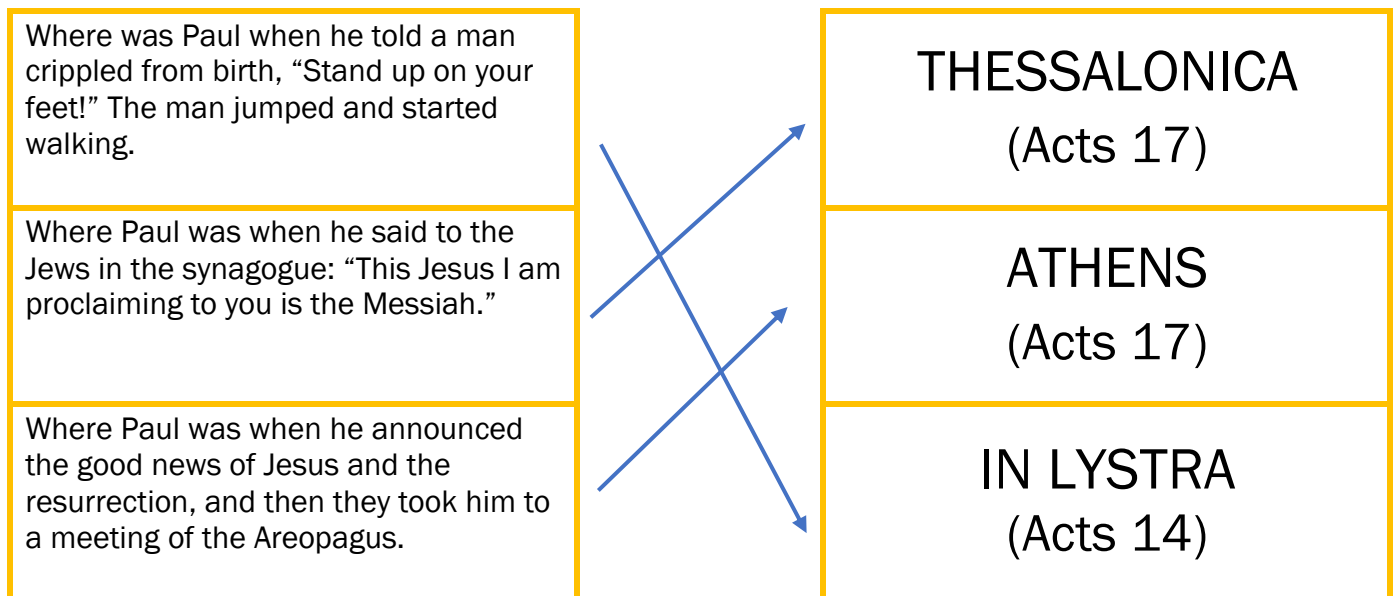 Where was Paul when he told a man
crippled from birth, “Stand up on your
feet!” The man jumped and started
walking.
Where Paul was when he said to the
Jews in the synagogue: “This Jesus I am
proclaiming to you is the Messiah.”
Where Paul was when he announced
the good news of Jesus and the
resurrection, and then they took him to
a meeting of the Areopagus.
THESSALONICA
(Acts 17)
ATHENS
(Acts 17)
IN LYSTRA
(Acts 14)